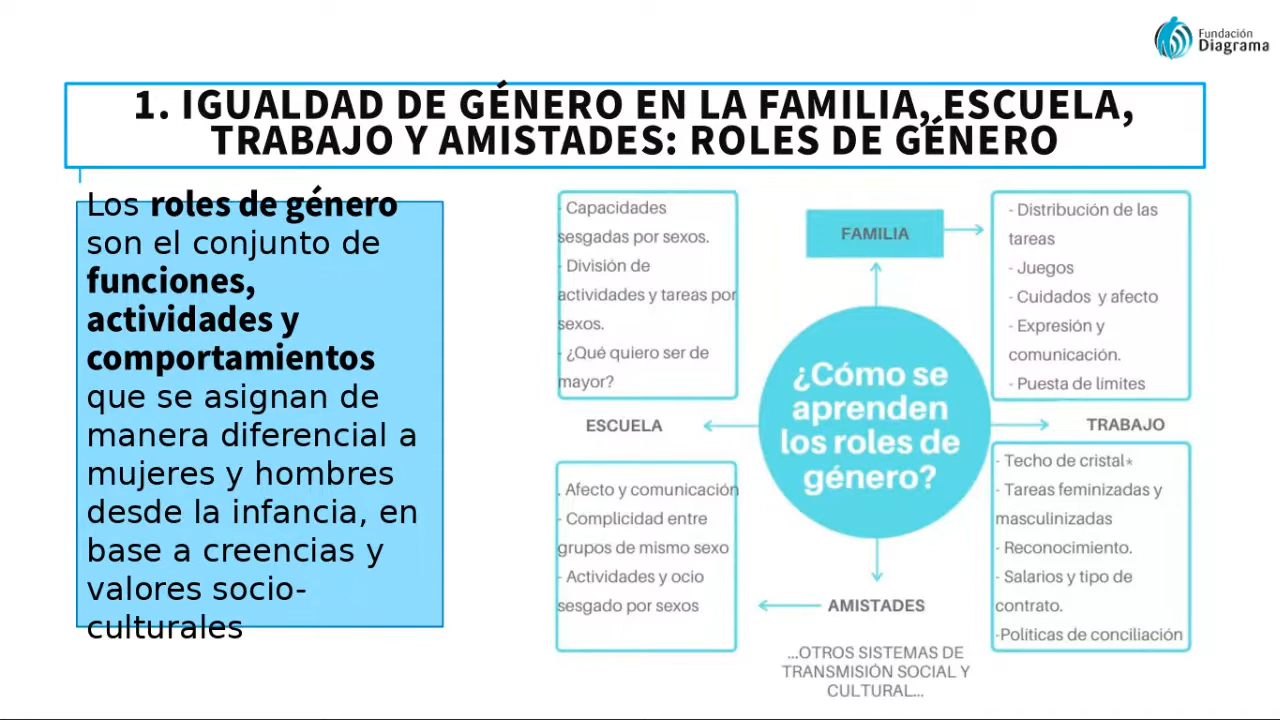 Fundación
Diagrama
1. IGUALDAD DE GÉNERO EN LA FAMILIA, ESCUELA,
TRABAJO Y AMISTADES: ROLES DE GÉNERO
Los roles de género
son el conjunto de
funciones,
actividades y
comportamientos
que se asignan de
manera diferencial a
mujeres y hombres
desde la infancia, en
base a creencias y
valores socio-
culturales
- Capacidades
sesgadas por sexos.
- División de
actividades y tareas por
sexos.
- ¿Qué quiero ser de
mayor?
ESCUELA
FAMILIA
- Distribución de las
tareas
- Juegos
- Cuidados y afecto
- Expresión y
comunicación.
- Puesta de límites
¿Cómo se
aprenden
los roles de
género?
TRABAJO
- Techo de cristal*
- Tareas feminizadas y
masculinizadas
- Reconocimiento.
- Salarios y tipo de
contrato.
-Políticas de conciliación
. Afecto y comunicación
- Complicidad entre
grupos de mismo sexo
- Actividades y ocio
sesgado por sexos
AMISTADES
...OTROS SISTEMAS DE
TRANSMISIÓN SOCIAL Y
CULTURAL...